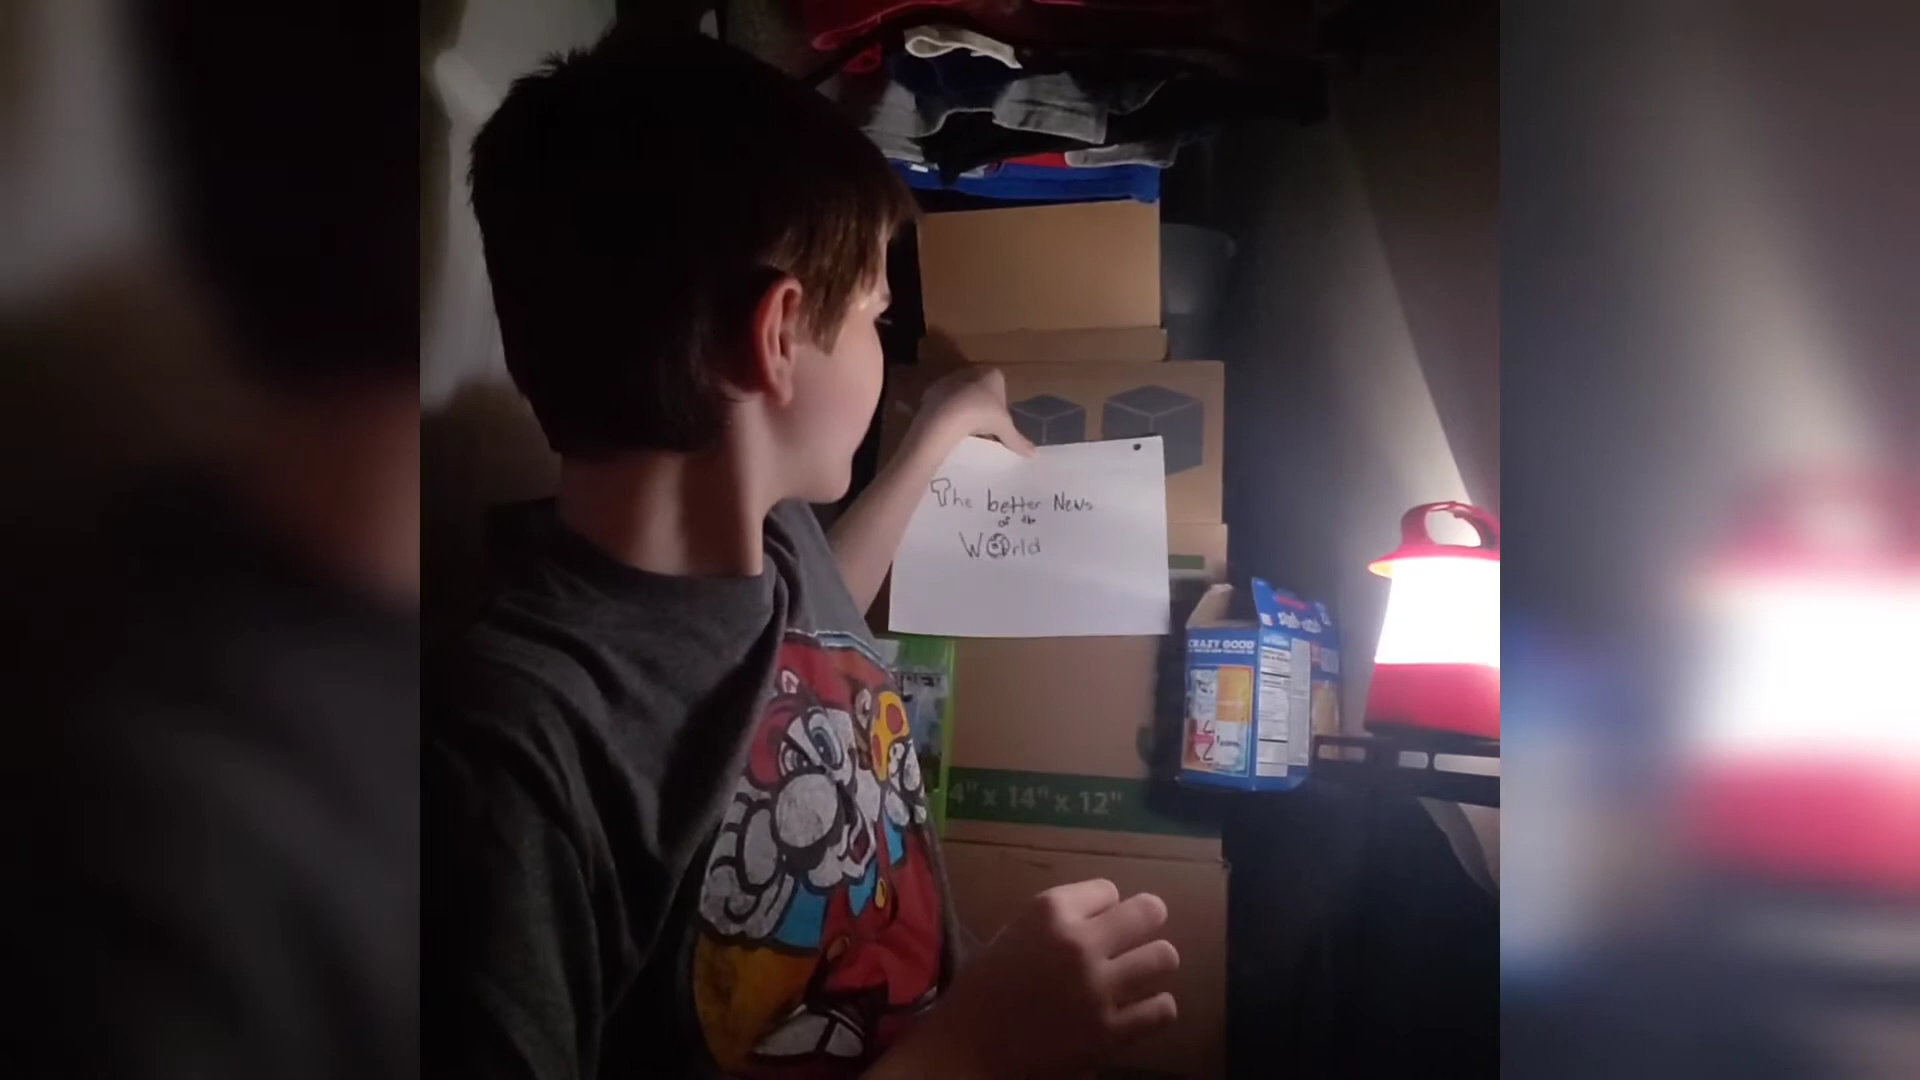 The better News
of the
World
CRAZY GOOD
4" x 14" x 12"